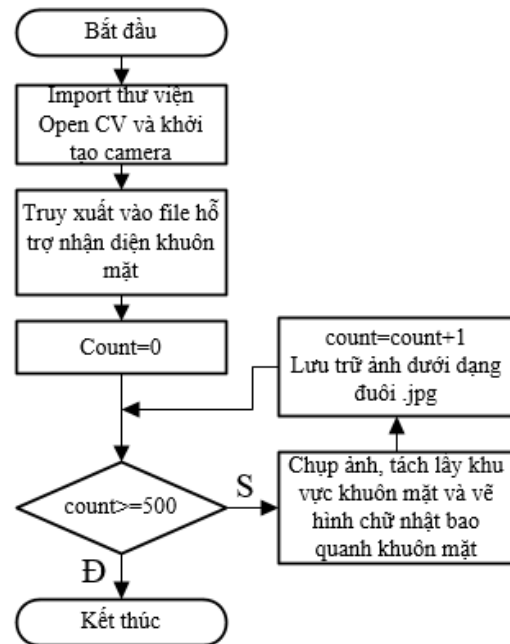 Bắt đầu
Import thư viện
Open CV và khởi
tạo camera
Truy xuất vào file hỗ
trợ nhận diện khuôn
mặt
Count=0
count=count+1
Lưu trữ ảnh dưới dạng
đuôi .jpg
count>=500
S
Chụp ảnh, tách lấy khu
vực khuôn mặt và vẽ
hình chữ nhật bao
quanh khuôn mặt
Đ
Kết thúc